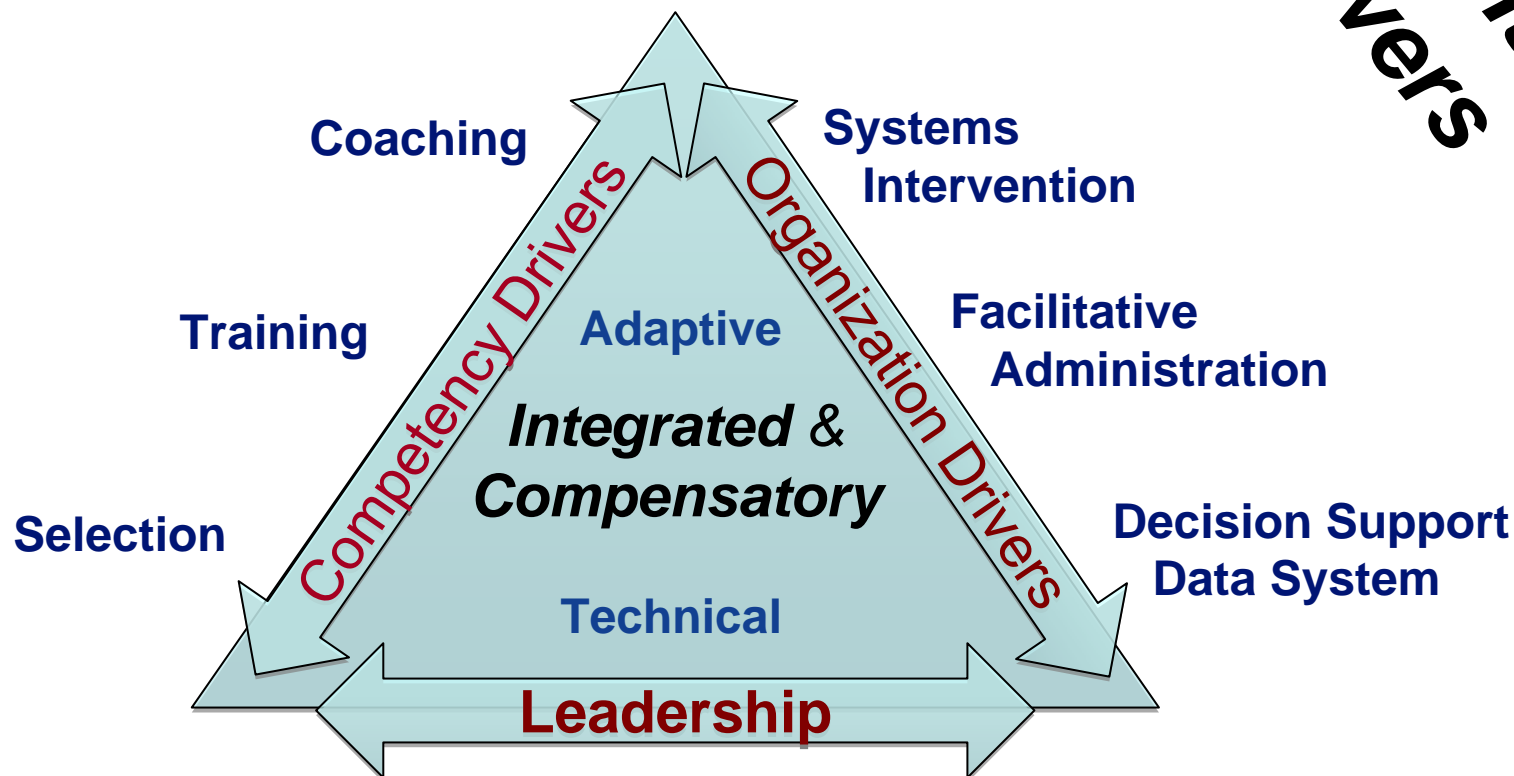 vers
Coaching
Systems
Intervention
Competency Drivers
Organization Drivers
Training
Adaptive
Facilitative
Administration
Integrated &
Compensatory
Selection
Decision Support
Data System
Technical
Leadership